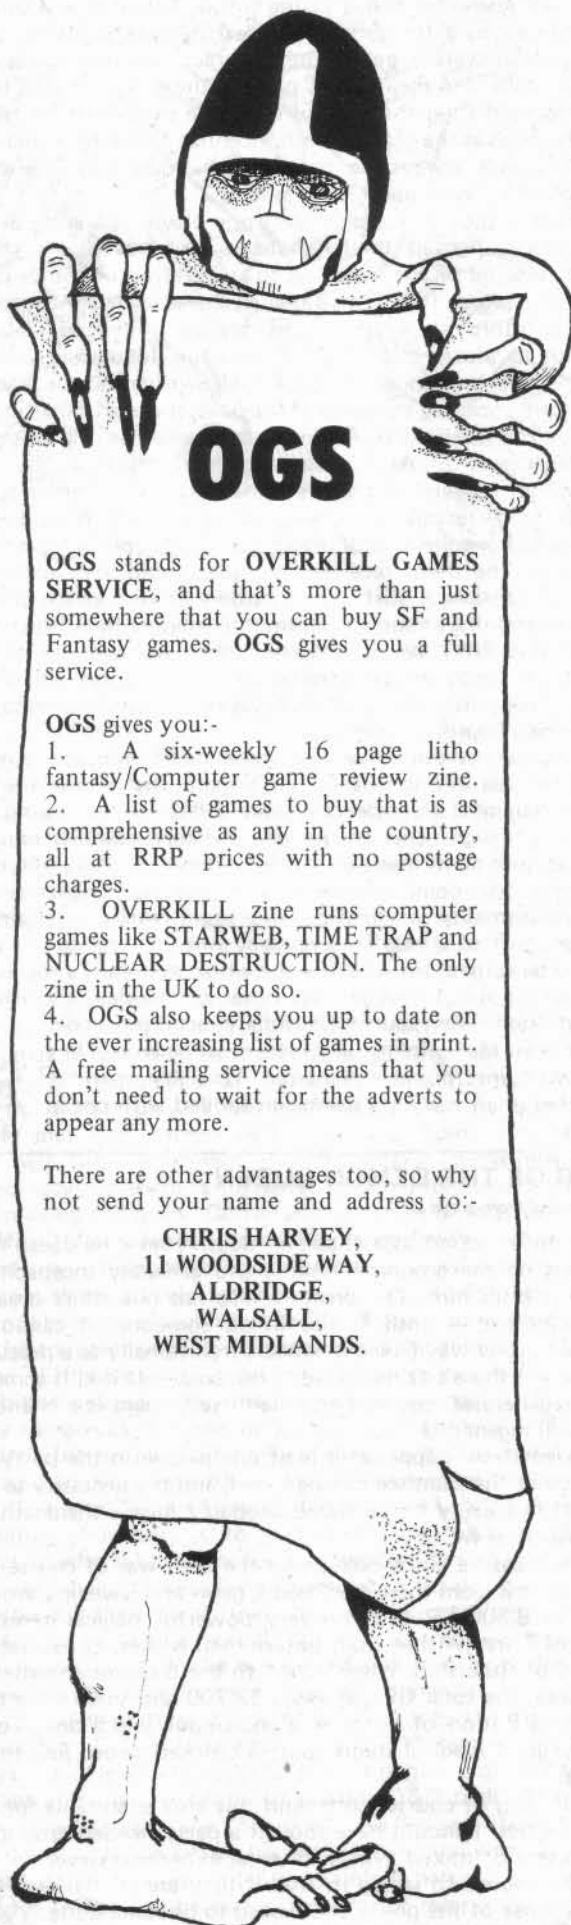 OGS
OGS stands for OVERKILL GAMES
SERVICE, and that's more than just
somewhere that you can buy SF and
Fantasy games. OGS gives you a full
service.
OGS gives you:-
1. A six-weekly 16 page litho
fantasy/Computer game review zine.
2. A list of games to buy that is as
comprehensive as any in the country,
all at RRP prices with no postage
charges.
3. OVERKILL zine runs computer
games like STARWEB, TIME TRAP and
NUCLEAR DESTRUCTION. The only
zine in the UK to do so.
4. OGS also keeps you up to date on
the ever increasing list of games in print.
A free mailing service means that you
don't need to wait for the adverts to
appear any more.
There are other advantages too, so why
not send your name and address to:-
CHRIS HARVEY,
11 WOODSIDE WAY,
ALDRIDGE,
WALSALL,
WEST MIDLANDS.